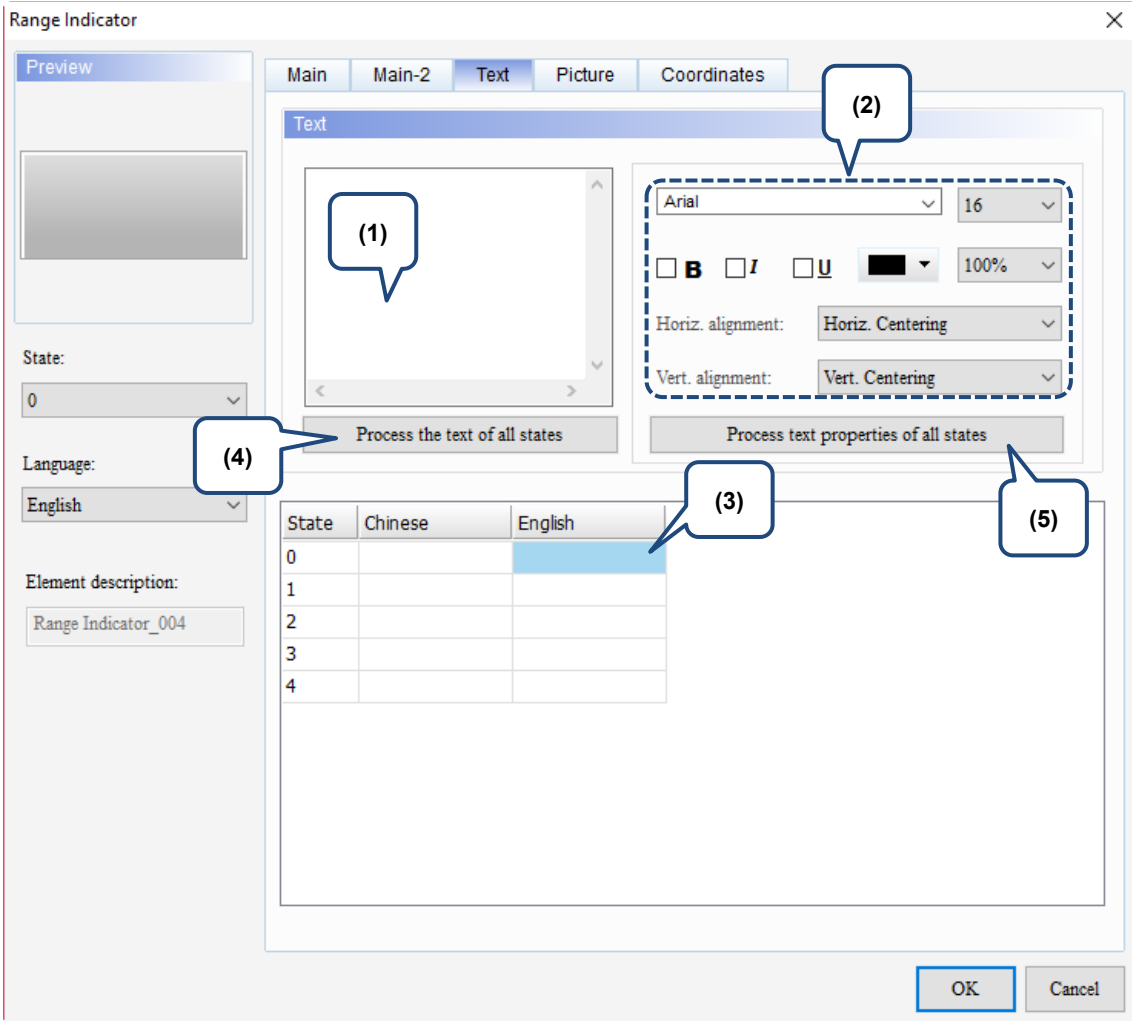 Range Indicator
Preview
Main Main-2 Text Picture Coordinates
(2)
Text
(1)
Arial 16
B I U 100%
Horiz. alignment: Horiz. Centering
Vert. alignment: Vert. Centering
State:
0
Process the text of all states Process text properties of all states
(4)
Language:
English
(3)
(5)
State Chinese English
0
1
2
3
4
Element description:
Range Indicator_004
OK Cancel